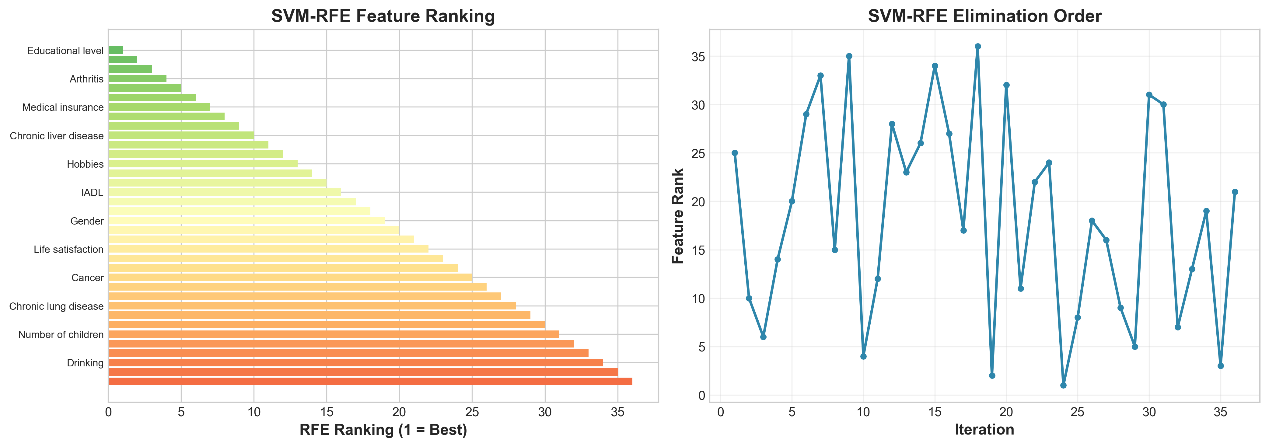 SVM-RFE Feature Ranking
Educational level
Arthritis
Medical insurance
Chronic liver disease
Hobbies
IADL
Gender
Life satisfaction
Cancer
Chronic lung disease
Number of children
Drinking
0 5 10 15 20 25 30 35
RFE Ranking (1 = Best)
SVM-RFE Elimination Order
Feature Rank
35
30
25
20
15
10
5
0
0 5 10 15 20 25 30 35
Iteration